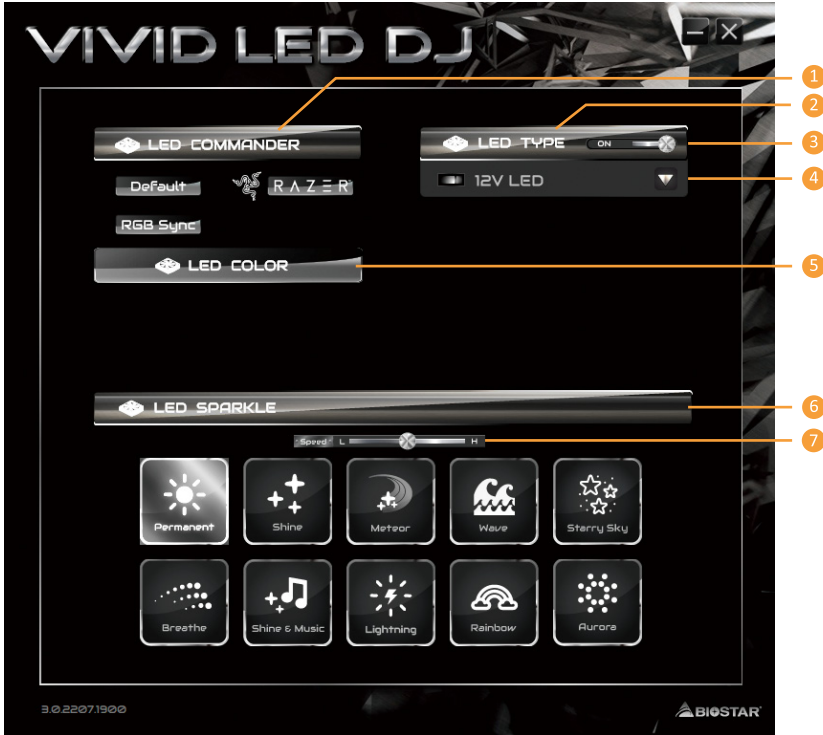 VIVID LED DJ
1
2
LED COMMANDER
LED TYPE ON
3
Default RAZER
12V LED
4
RGB Sync
LED COLOR
5
LED SPARKLE
6
Speed L H
7
Permanent Shine Meteor Wave Starry Sky
Breathe Shine & Music Lightning Rainbow Aurora
3.0.2207.1900
BIOSTAR